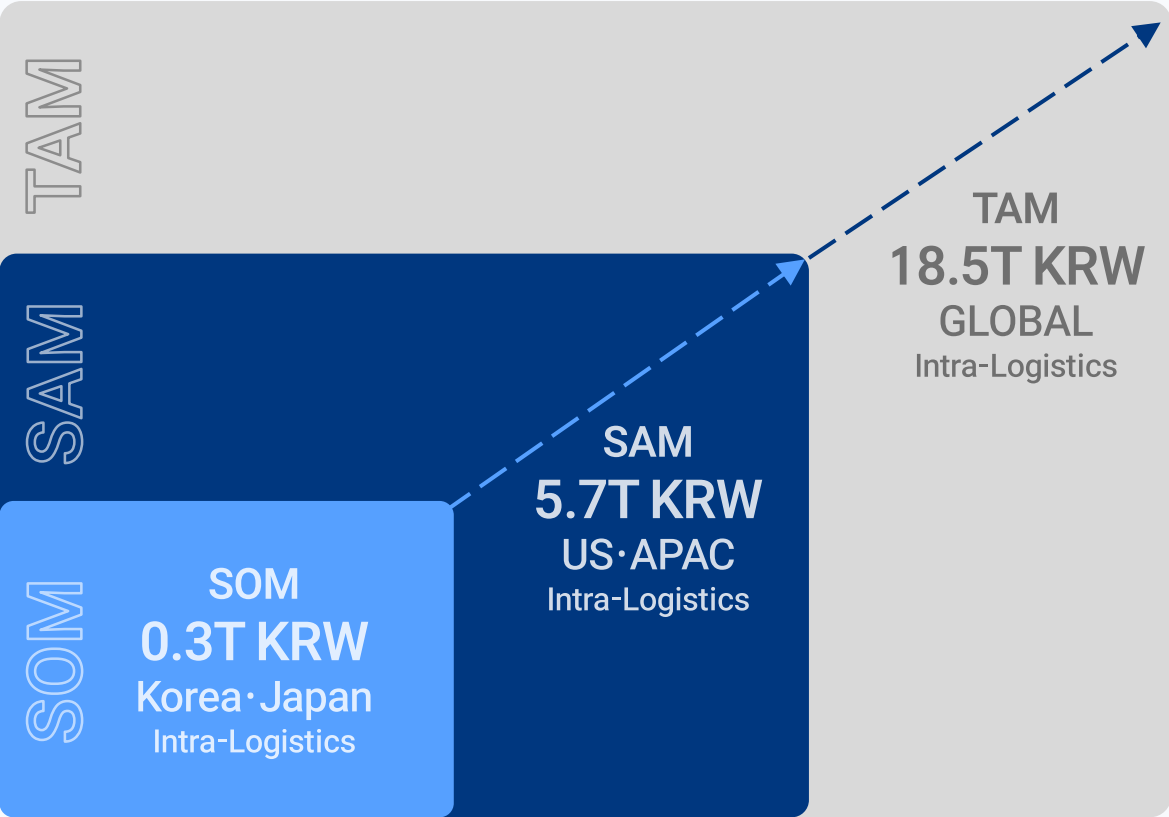 TAM
TAM
18.5T KRW
GLOBAL
Intra-Logistics
SAM
SAM
5.7T KRW
US·APAC
Intra-Logistics
SOM
SOM
0.3T KRW
Korea·Japan
Intra-Logistics